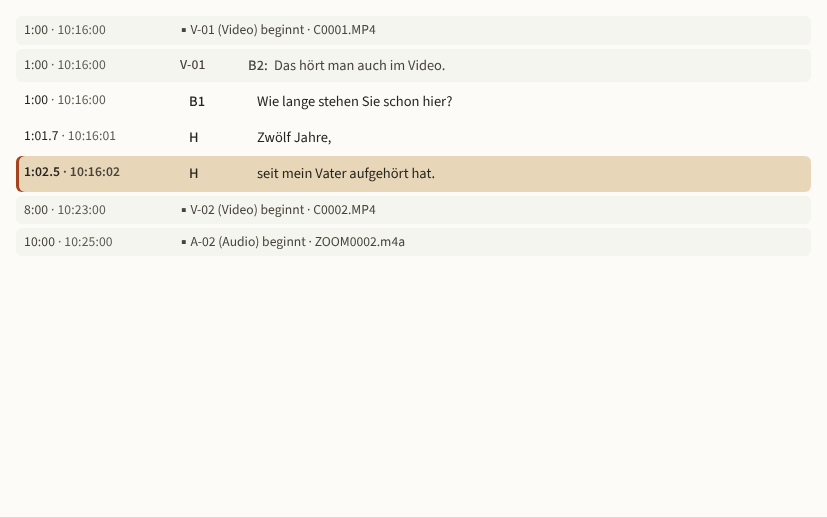 1:00 · 10:16:00 ▪ V-01 (Video) beginnt · C0001.MP4
1:00 · 10:16:00 V-01 B2: Das hört man auch im Video.
1:00 · 10:16:00 B1 Wie lange stehen Sie schon hier?
1:01.7 · 10:16:01 H Zwölf Jahre,
1:02.5 · 10:16:02 H seit mein Vater aufgehört hat.
8:00 · 10:23:00 ▪ V-02 (Video) beginnt · C0002.MP4
10:00 · 10:25:00 ▪ A-02 (Audio) beginnt · ZOOM0002.m4a